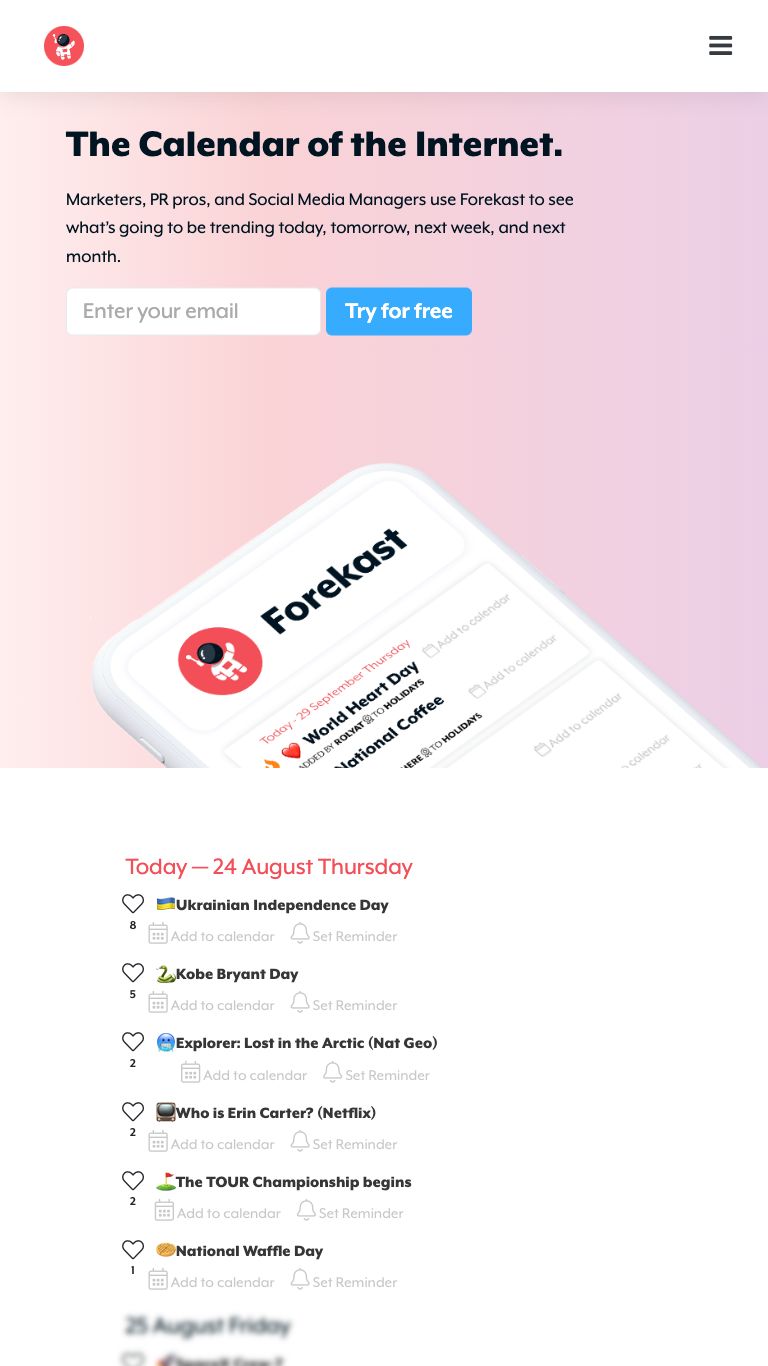 The Calendar of the Internet.
Marketers, PR pros, and Social Media Managers use Forekast to see
what's going to be trending today, tomorrow, next week, and next
month.
Enter your email
Try for free
Forekast
Today - 29 September Thursday
World Heart Day
Add to calendar
ADDED BY ROLYAT TO HOLIDAYS
National Coffee
Add to calendar
HERE TO HOLIDAYS
Add to calendar
calendar
Today — 24 August Thursday
Ukrainian Independence Day
8
Add to calendar
Set Reminder
Kobe Bryant Day
5
Add to calendar
Set Reminder
Explorer: Lost in the Arctic (Nat Geo)
2
Add to calendar
Set Reminder
Who is Erin Carter? (Netflix)
2
Add to calendar
Set Reminder
The TOUR Championship begins
2
Add to calendar
Set Reminder
National Waffle Day
1
Add to calendar
Set Reminder
25 August Friday